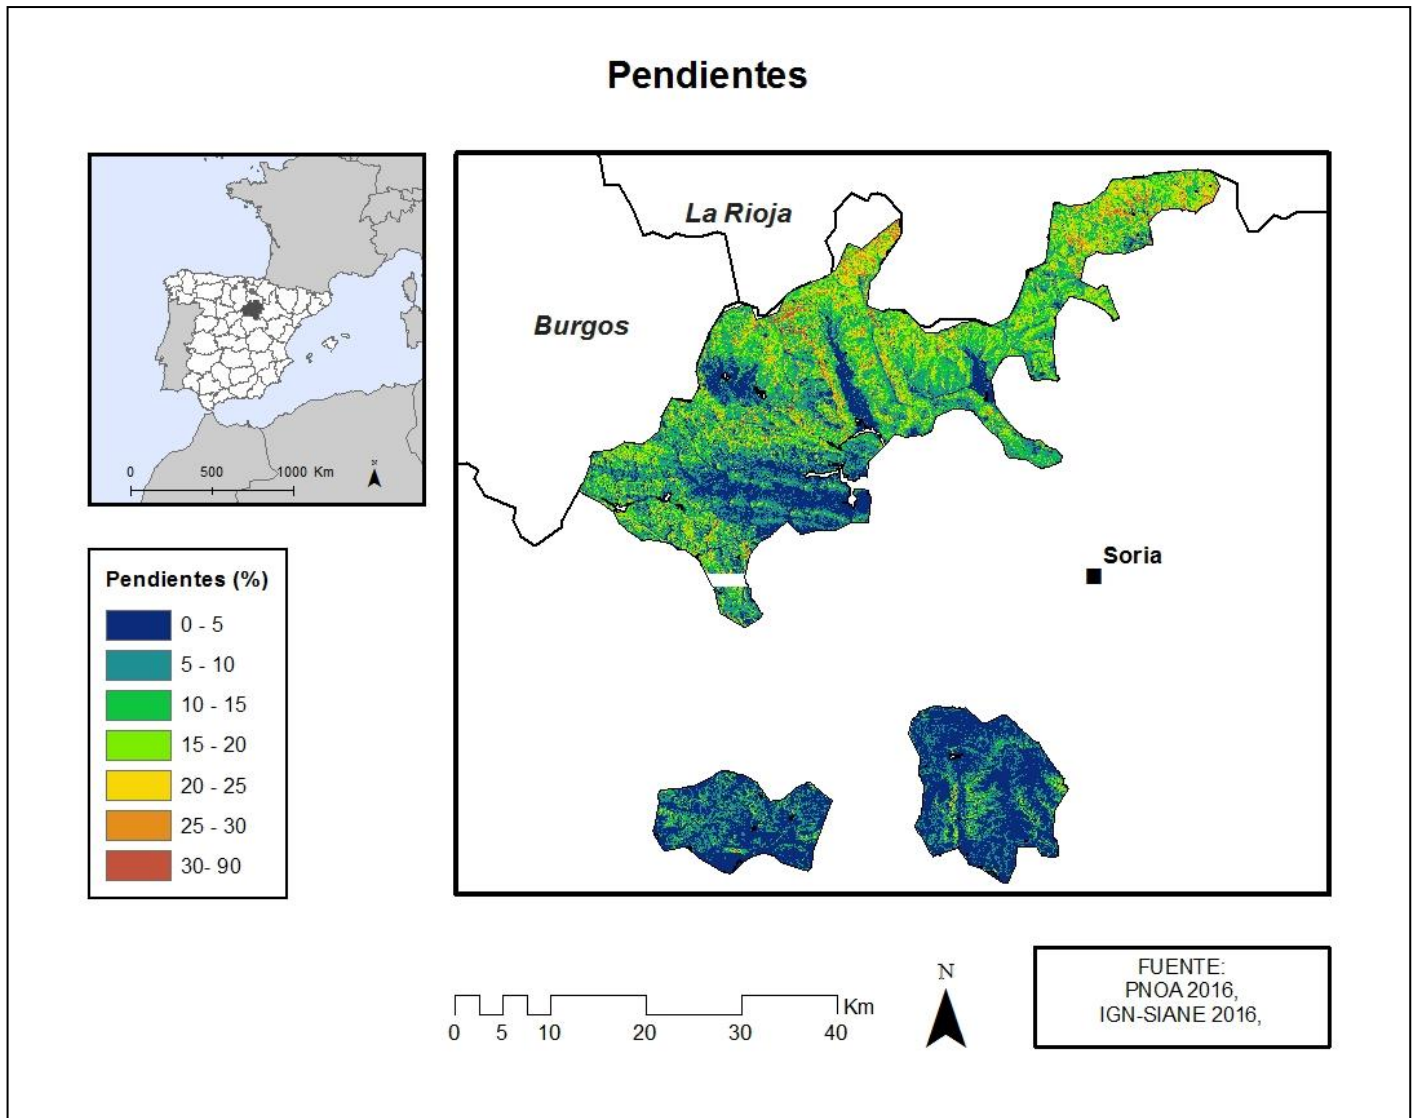 Pendientes
La Rioja
Burgos
Soria
0 500 1000 Km
N
Pendientes (%)
0 - 5
5 - 10
10 - 15
15 - 20
20 - 25
25 - 30
30- 90
Km
0 5 10 20 30 40
N
FUENTE:
PNOA 2016,
IGN-SIANE 2016,